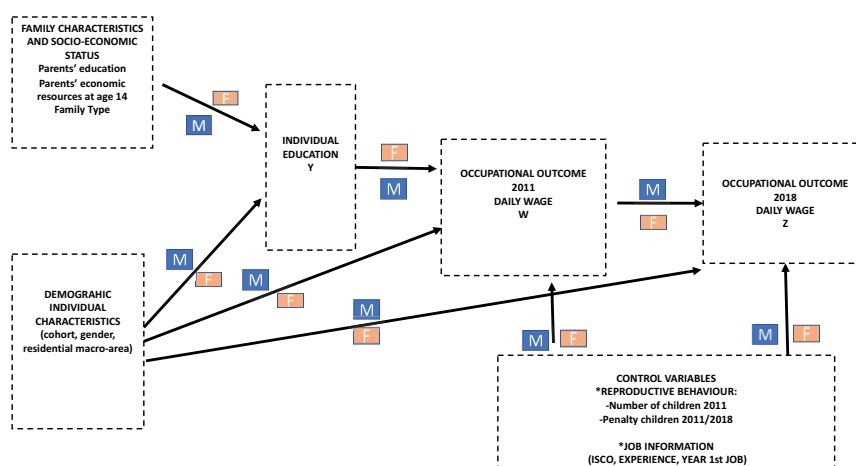 FAMILY CHARACTERISTICS
AND SOCIO-ECONOMIC
STATUS
Parents' education
Parents' economic
resources at age 14
Family Type
F
M
INDIVIDUAL
EDUCATION
Y
F
M
OCCUPATIONAL OUTCOME
2011
DAILY WAGE
W
M
F
OCCUPATIONAL OUTCOME
2018
DAILY WAGE
Z
M
F
M
F
M
F
DEMOGRAHIC
INDIVIDUAL
CHARACTERISTICS
(cohort, gender,
residential macro-area)
M
F
M
F
CONTROL VARIABLES
*REPRODUCTIVE BEHAVIOUR:
-Number of children 2011
-Penalty children 2011/2018
*JOB INFORMATION
(ISCO, EXPERIENCE, YEAR 1st JOB)